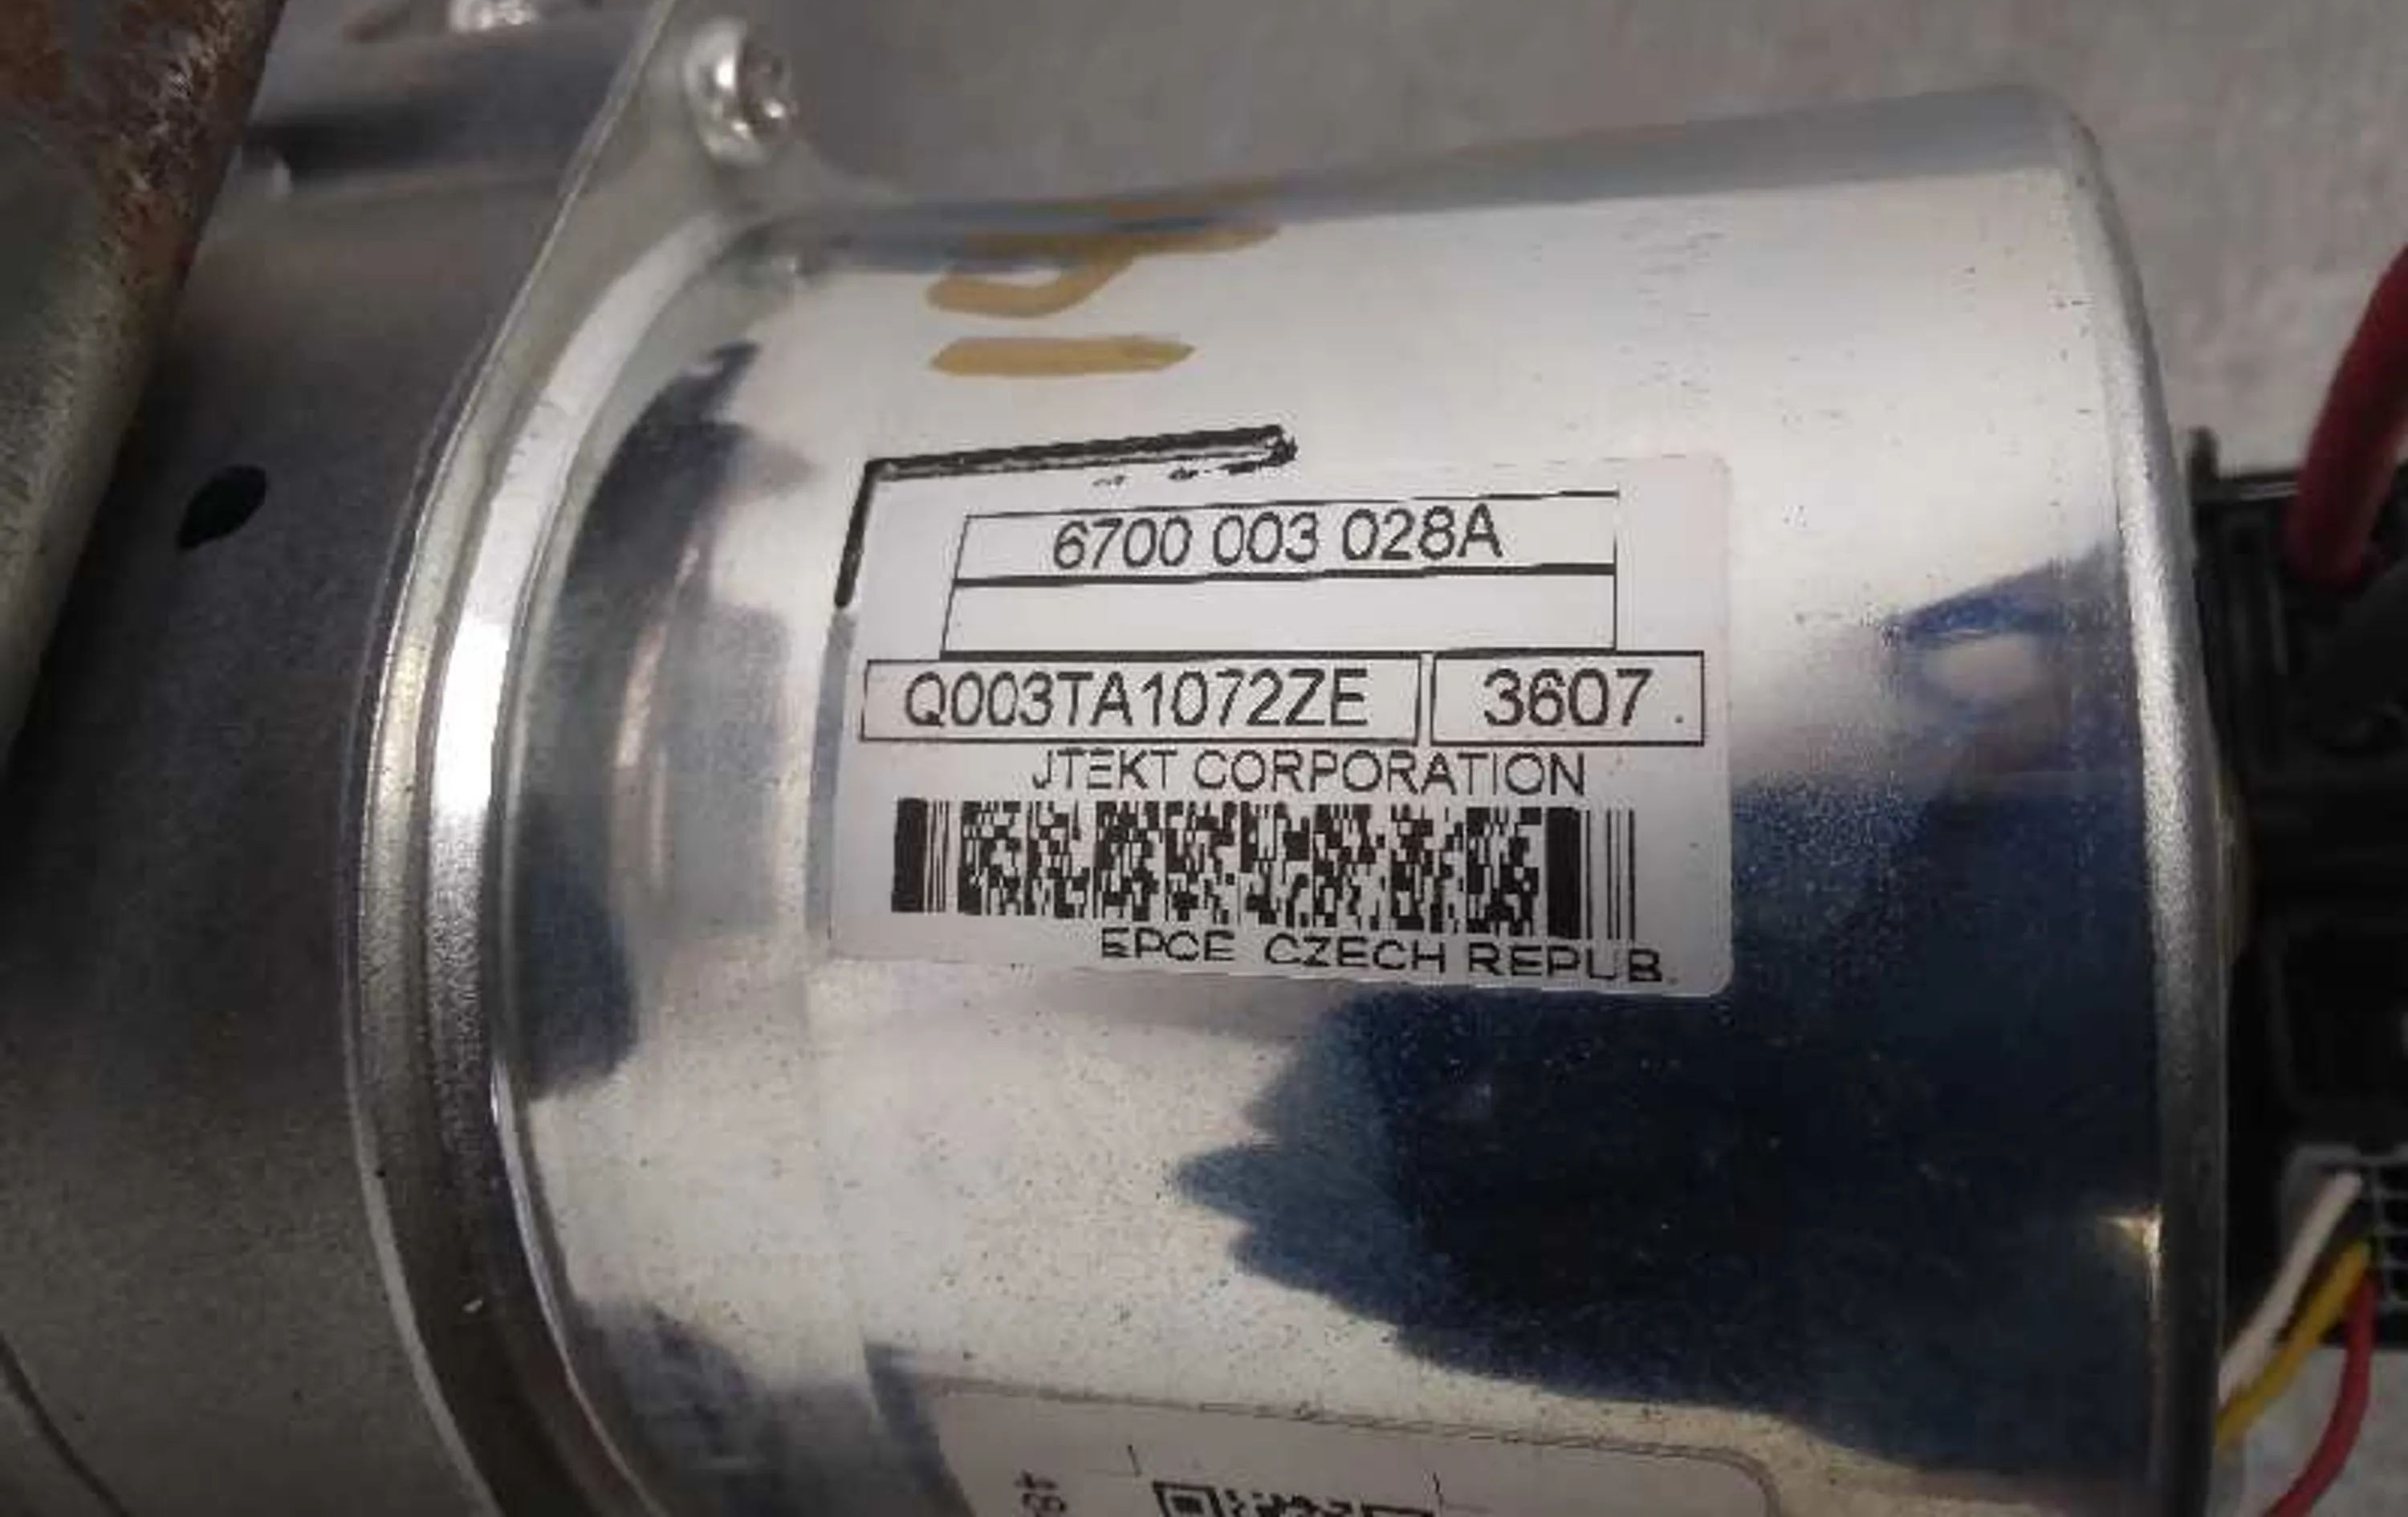 6700 003 028A
Q003TA1072ZE 3607.
JTEKT CORPORATION
EPCE CZECH REPUB.